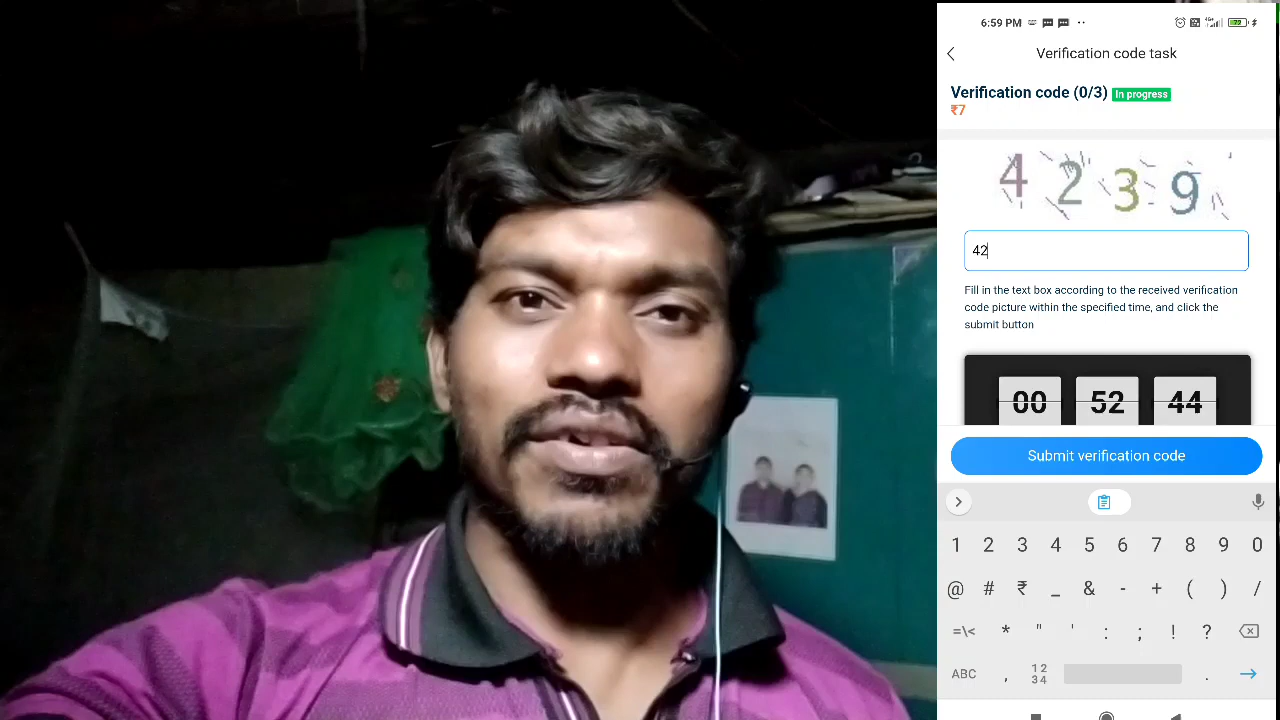 6:59 PM
4G+
72
Verification code task
Verification code (0/3) In progress
₹7
4 2 3 9
42
Fill in the text box according to the received verification
code picture within the specified time, and click the
submit button
00 52 44
Submit verification code
1 2 3 4 5 6 7 8 9 0
@ # ₹ _ & - + ( ) /
=\< * " ' : ; ! ?
ABC , 12 34 .